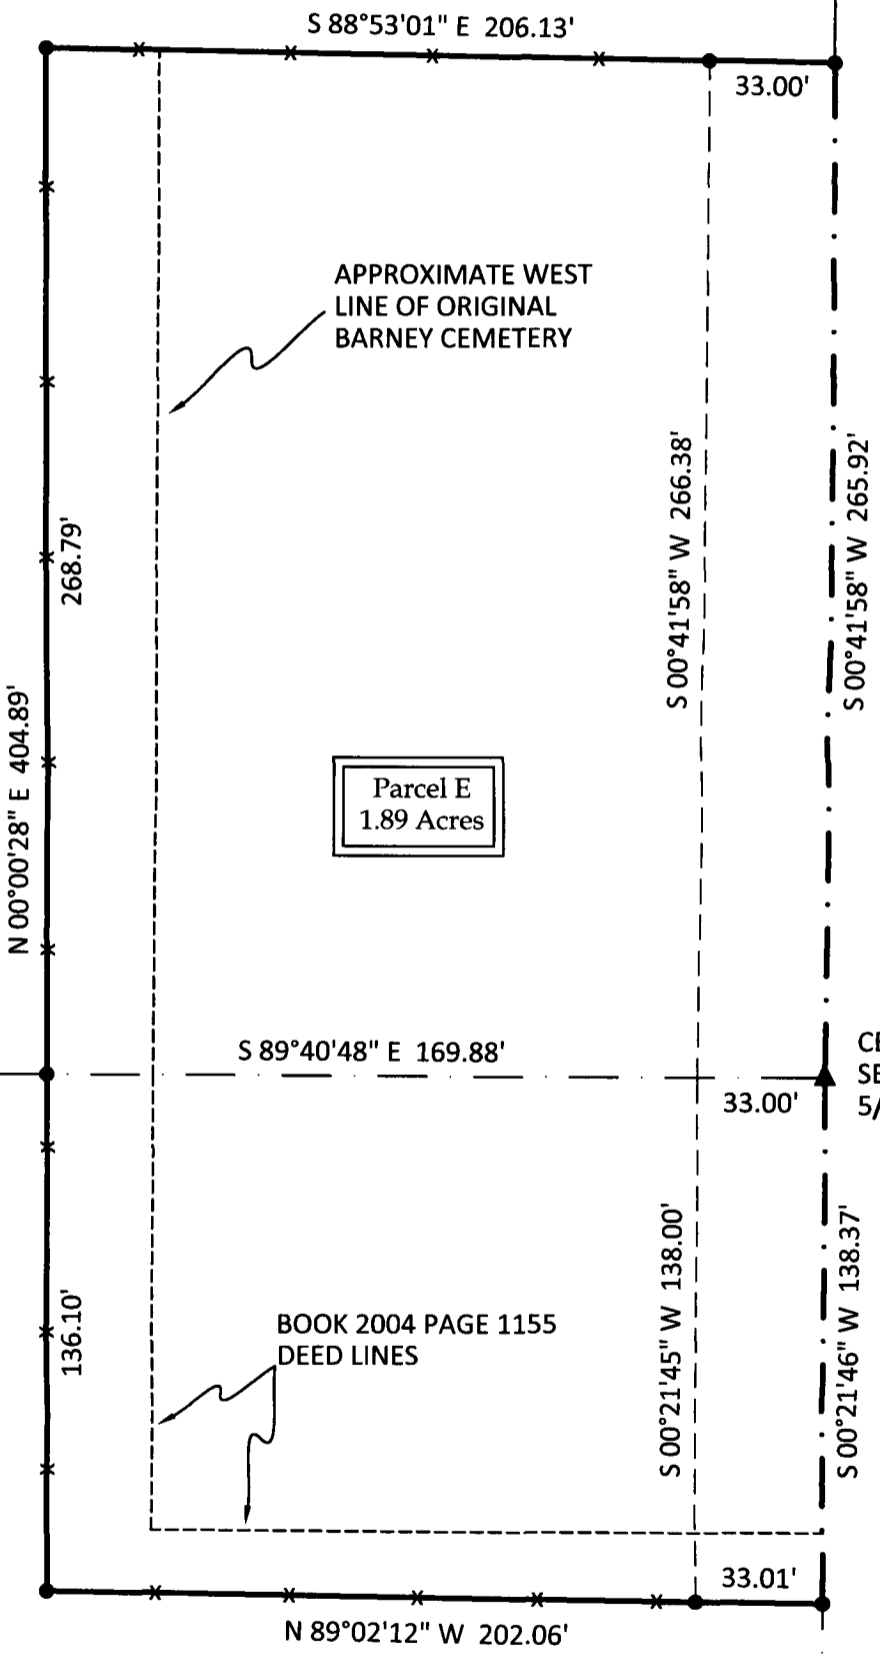 S 88°53'01" E 206.13'
33.00'
APPROXIMATE WEST
LINE OF ORIGINAL
BARNEY CEMETERY
S 00°41'58" W 266.38'
S 00°41'58" W 265.92'
268.79'
N 00°00'28" E 404.89'
Parcel E
1.89 Acres
S 89°40'48" E 169.88'
33.00'
5/
S 00°21'45" W 138.00'
S 00°21'46" W 138.37'
136.10'
BOOK 2004 PAGE 1155
DEED LINES
33.01'
N 89°02'12" W 202.06'